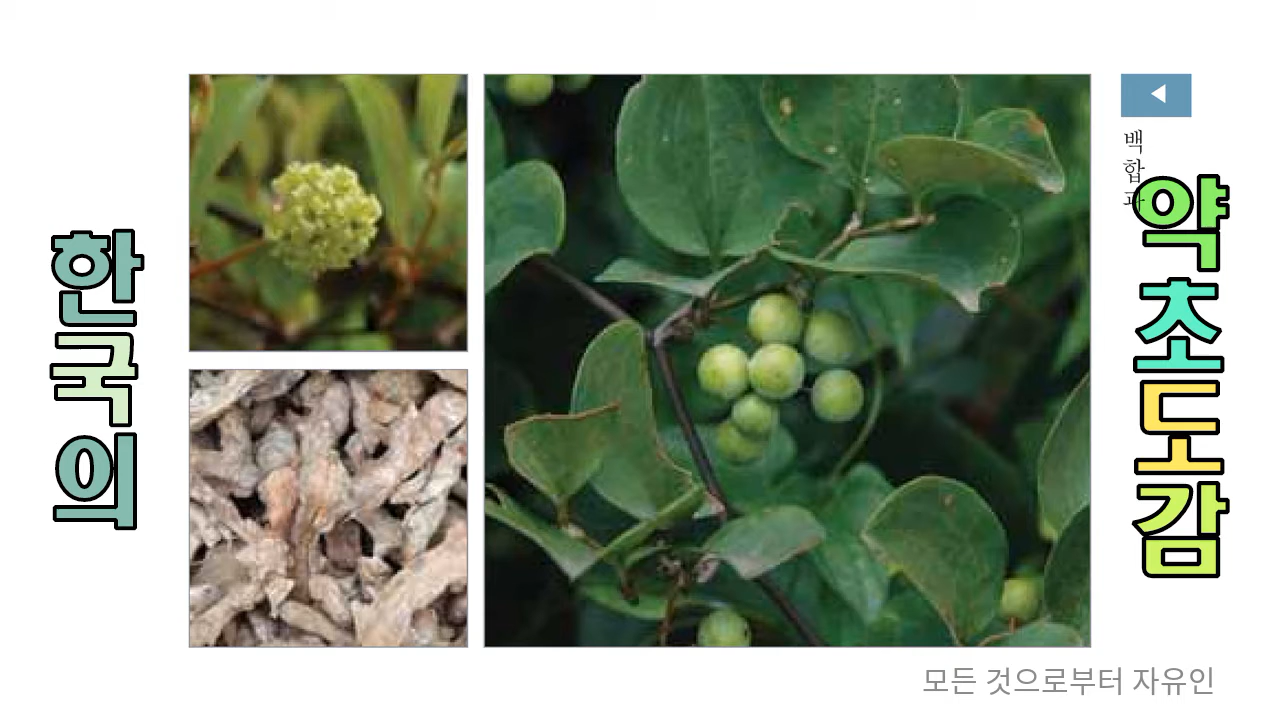 한국의
백합과
약초도감
모든 것으로부터 자유인